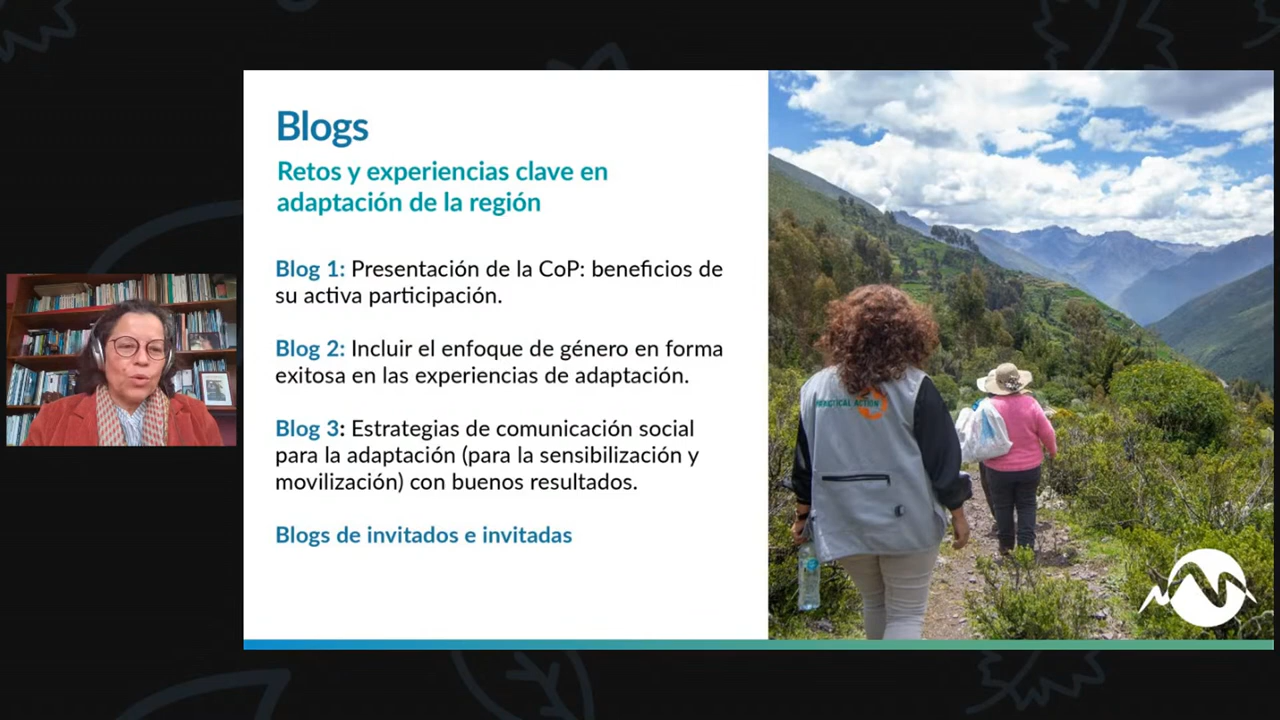 Blogs
Retos y experiencias clave en
adaptación de la región
Blog 1: Presentación de la CoP: beneficios de
su activa participación.
Blog 2: Incluir el enfoque de género en forma
exitosa en las experiencias de adaptación.
Blog 3: Estrategias de comunicación social
para la adaptación (para la sensibilización y
movilización) con buenos resultados.
Blogs de invitados e invitadas
PRACTICAL ACTION